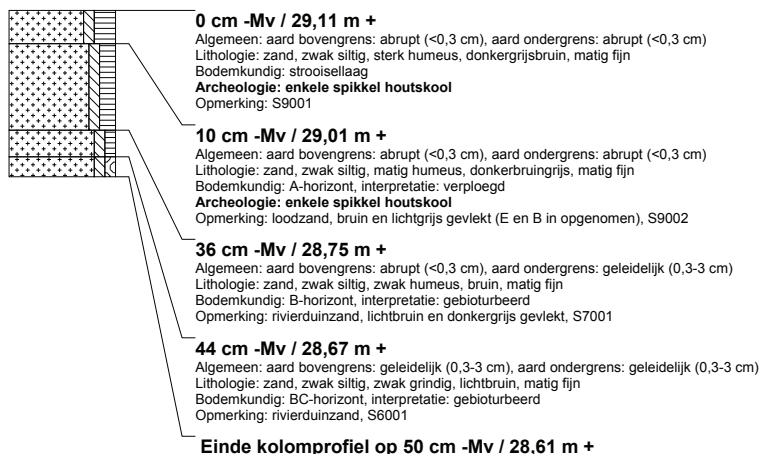 0 cm -Mv / 29,11 m +
Algemeen: aard bovengrens: abrupt (<0,3 cm), aard ondergrens: abrupt (<0,3 cm)
Lithologie: zand, zwak siltig, sterk humeus, donkergrijsbruin, matig fijn
Bodemkundig: strooisellaag
Archeologie: enkele spikkel houtskool
Opmerking: S9001
10 cm -Mv / 29,01 m +
Algemeen: aard bovengrens: abrupt (<0,3 cm), aard ondergrens: abrupt (<0,3 cm)
Lithologie: zand, zwak siltig, matig humeus, donkerbruingrijs, matig fijn
Bodemkundig: A-horizont, interpretatie: verploegd
Archeologie: enkele spikkel houtskool
Opmerking: loodzand, bruin en lichtgrijs gevlekt (E en B in opgenomen), S9002
36 cm -Mv / 28,75 m +
Algemeen: aard bovengrens: abrupt (<0,3 cm), aard ondergrens: geleidelijk (0,3-3 cm)
Lithologie: zand, zwak siltig, zwak humeus, bruin, matig fijn
Bodemkundig: B-horizont, interpretatie: gebioturbeerd
Opmerking: rivierduinzand, lichtbruin en donkergrijs gevlekt, S7001
44 cm -Mv / 28,67 m +
Algemeen: aard bovengrens: geleidelijk (0,3-3 cm), aard ondergrens: geleidelijk (0,3-3 cm)
Lithologie: zand, zwak siltig, zwak grindig, lichtbruin, matig fijn
Bodemkundig: BC-horizont, interpretatie: gebioturbeerd
Opmerking: rivierduinzand, S6001
Einde kolomprofiel op 50 cm -Mv / 28,61 m +